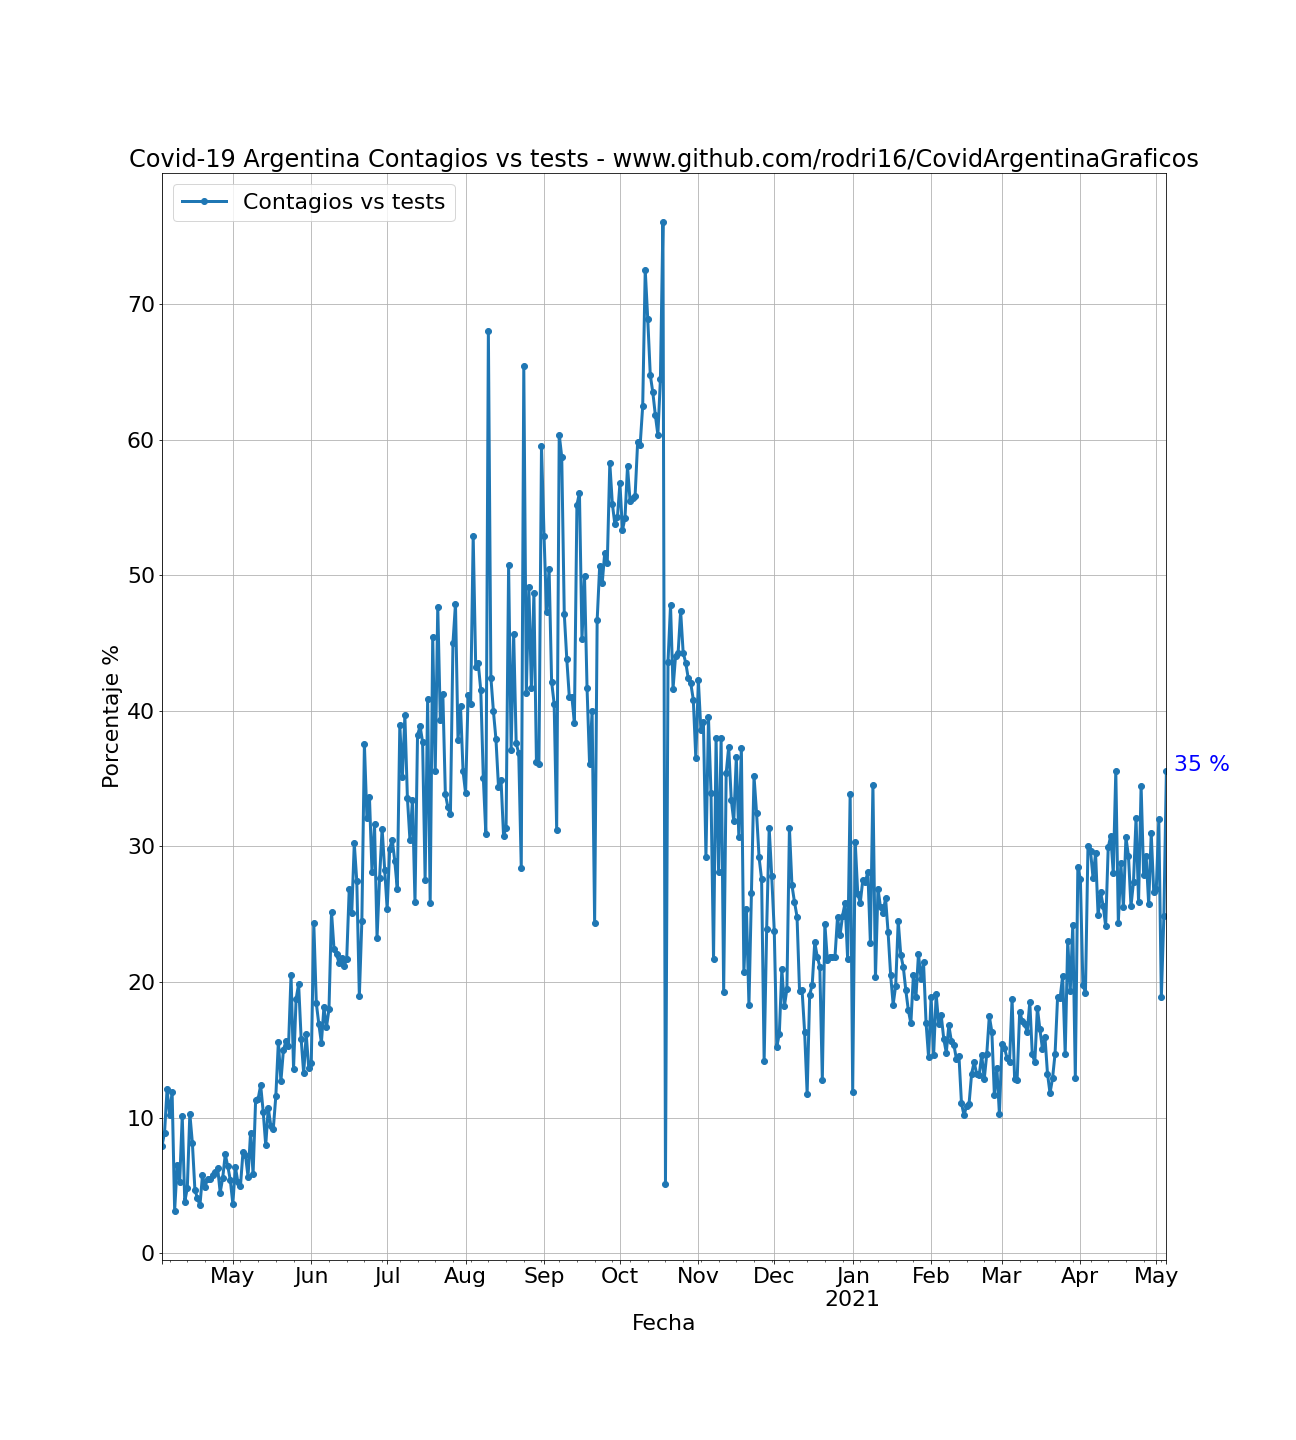 Covid-19 Argentina Contagios vs tests - www.github.com/rodri16/CovidArgentinaGraficos
Contagios vs tests
70
60
50
40
30
20
10
0
Porcentaje %
35 %
May Jun Jul Aug Sep Oct Nov Dec Jan Feb Mar Apr May
2021
Fecha